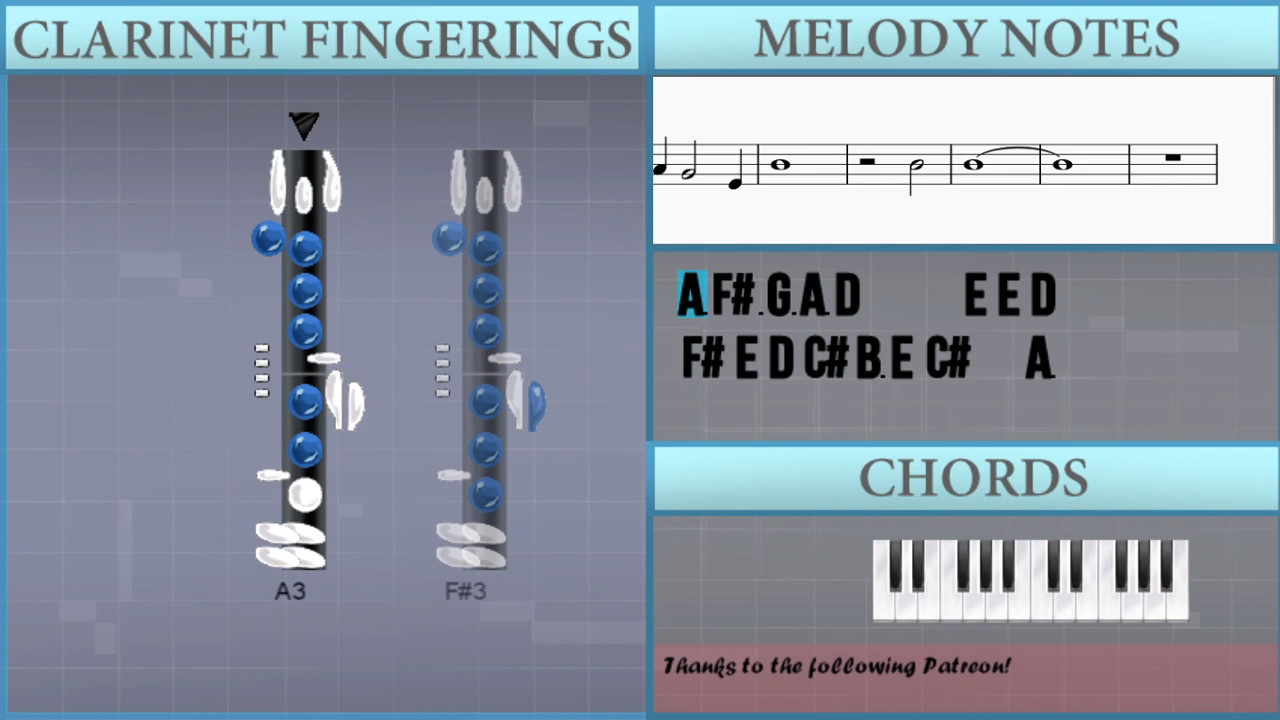 CLARINET FINGERINGS
MELODY NOTES
A. F#. G. A. D E E D
F# E D C# B. E C# A.
A3
F#3
CHORDS
Thanks to the following Patreon!